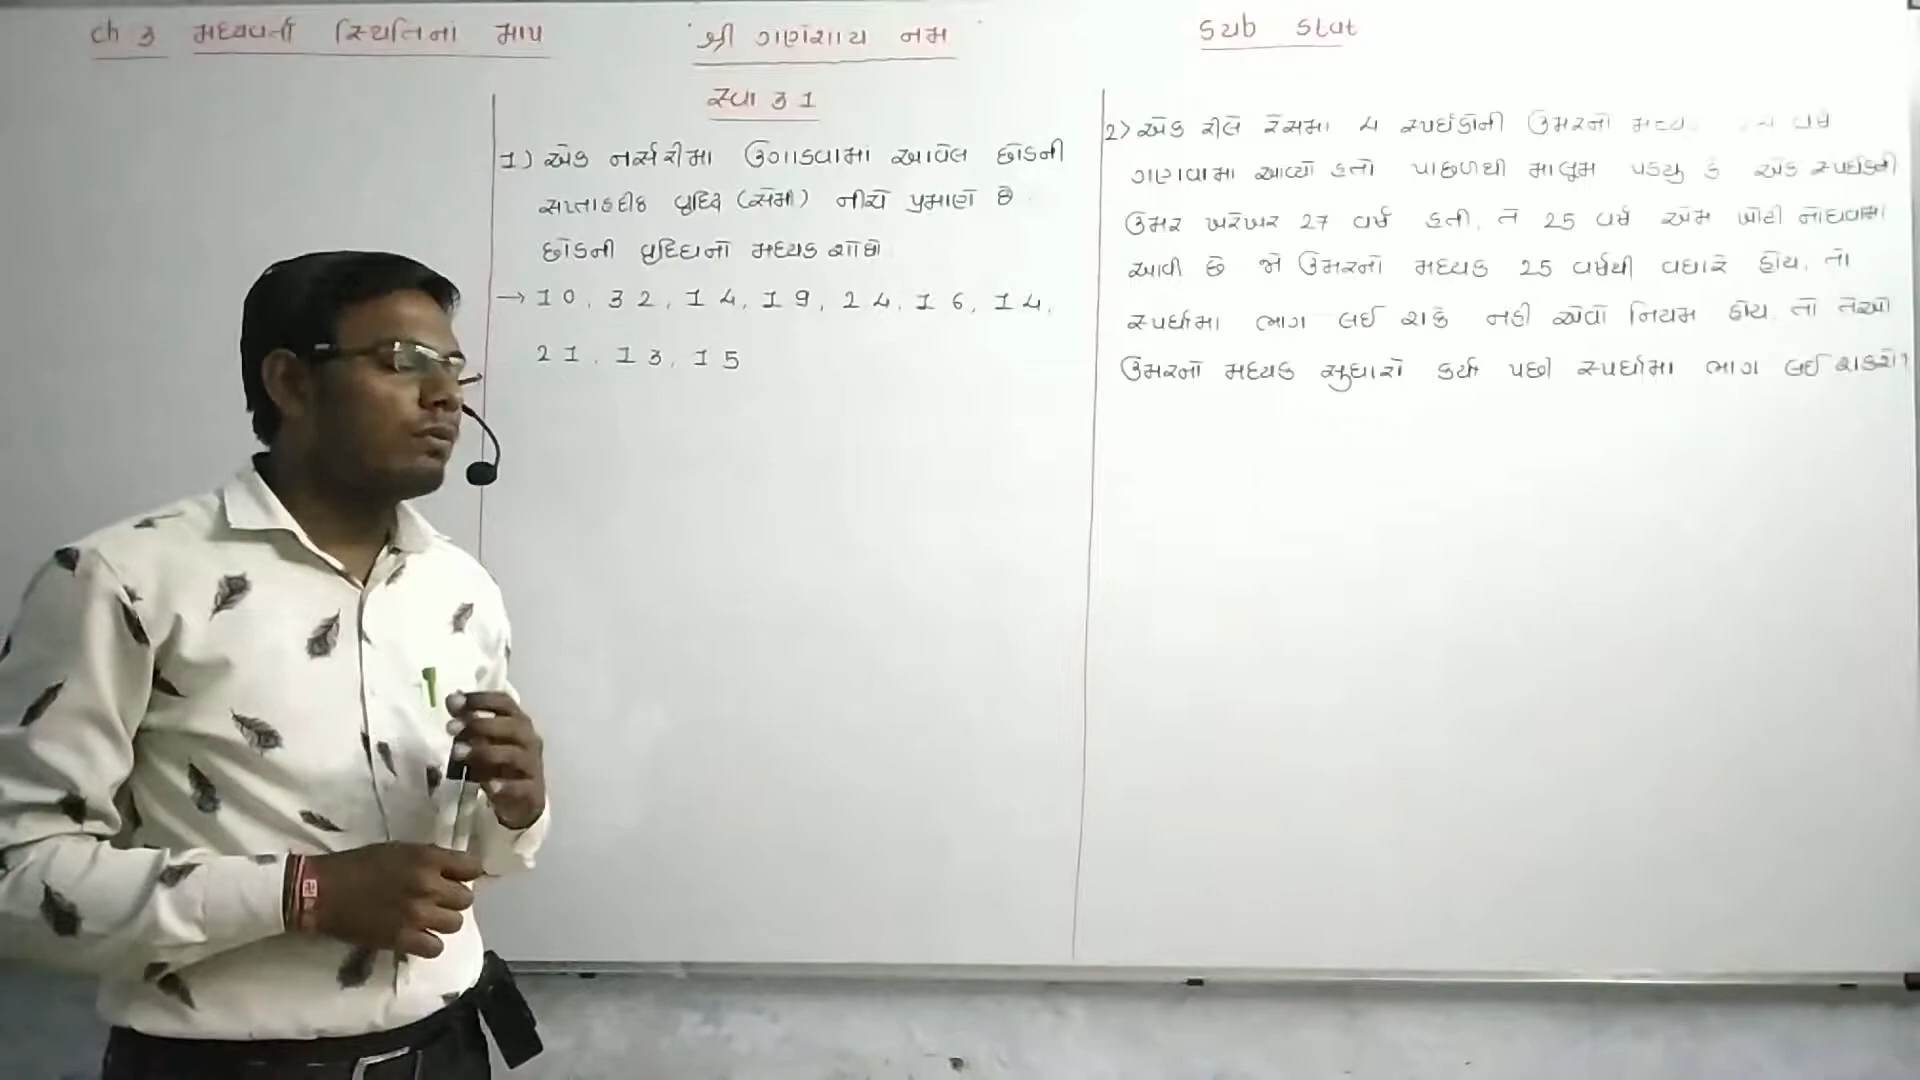 ch 3 મધ્યવર્તી સ્થિતિનાં માપ
શ્રી ગણેશાય નમ
Sub Stat
સ્વા 3 1
1) એક નર્સરીમા ઉગાડવામાં આવેલ છોડની
સપ્તાહદીઠ વૃદ્ધિ (સેમી) નીચે પ્રમાણે છે
છોડની વૃદ્ધિનો મધ્યક શોધો
→ 10, 32, 14, 19, 24, 16, 14,
21, 13, 15
2) એક રીલે રેસમા 4 સ્પર્ધકોની ઉંમરનો વર્ષ
ગણવામા આવ્યો હતો પાછળથી માલુમ પડયુ કે એક સ્પર્ધકની
ઉંમર ખરેખર 27 વર્ષ હતી, તે 25 વર્ષ એમ ખોટી નોંધવામાં
આવી છે જો ઉંમરનો મધ્યક 25 વર્ષથી વધારે હોય, તો
સ્પર્ધામા ભાગ લઈ શકે નહી એવો નિયમ હોય તો તેઓ
ઉંમરનો મધ્યક સુધારો કર્યા પછી સ્પર્ધામા ભાગ લઈ શકશે?